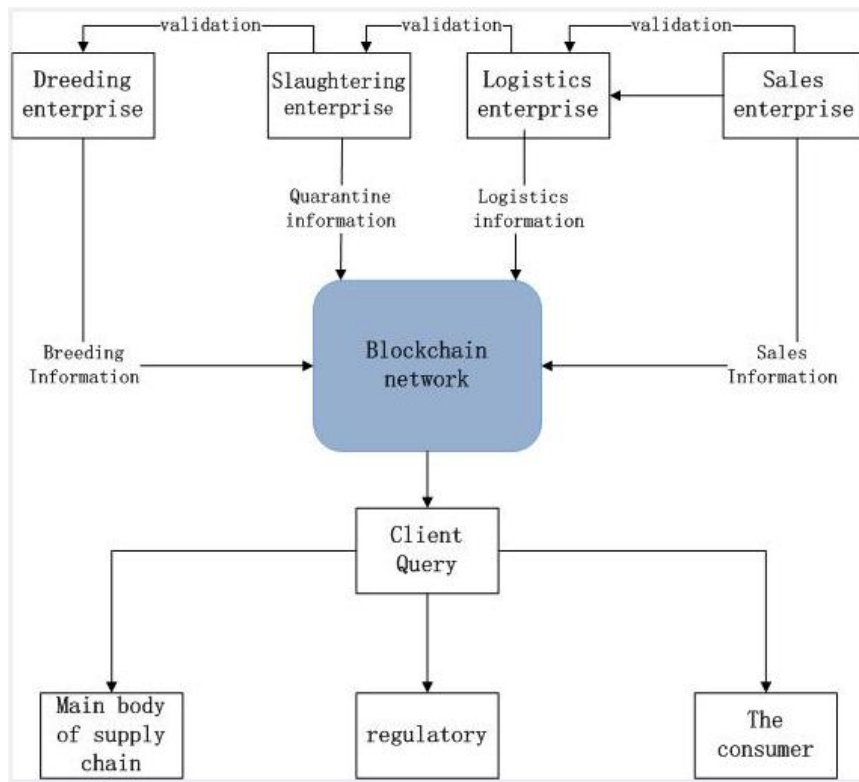 validation
validation
validation
Dreeding
enterprise
Slaughtering
enterprise
Logistics
enterprise
Sales
enterprise
Quarantine
information
Logistics
information
Breeding
Information
Blockchain
network
Sales
Information
Client
Query
Main body
of supply
chain
regulatory
The
consumer